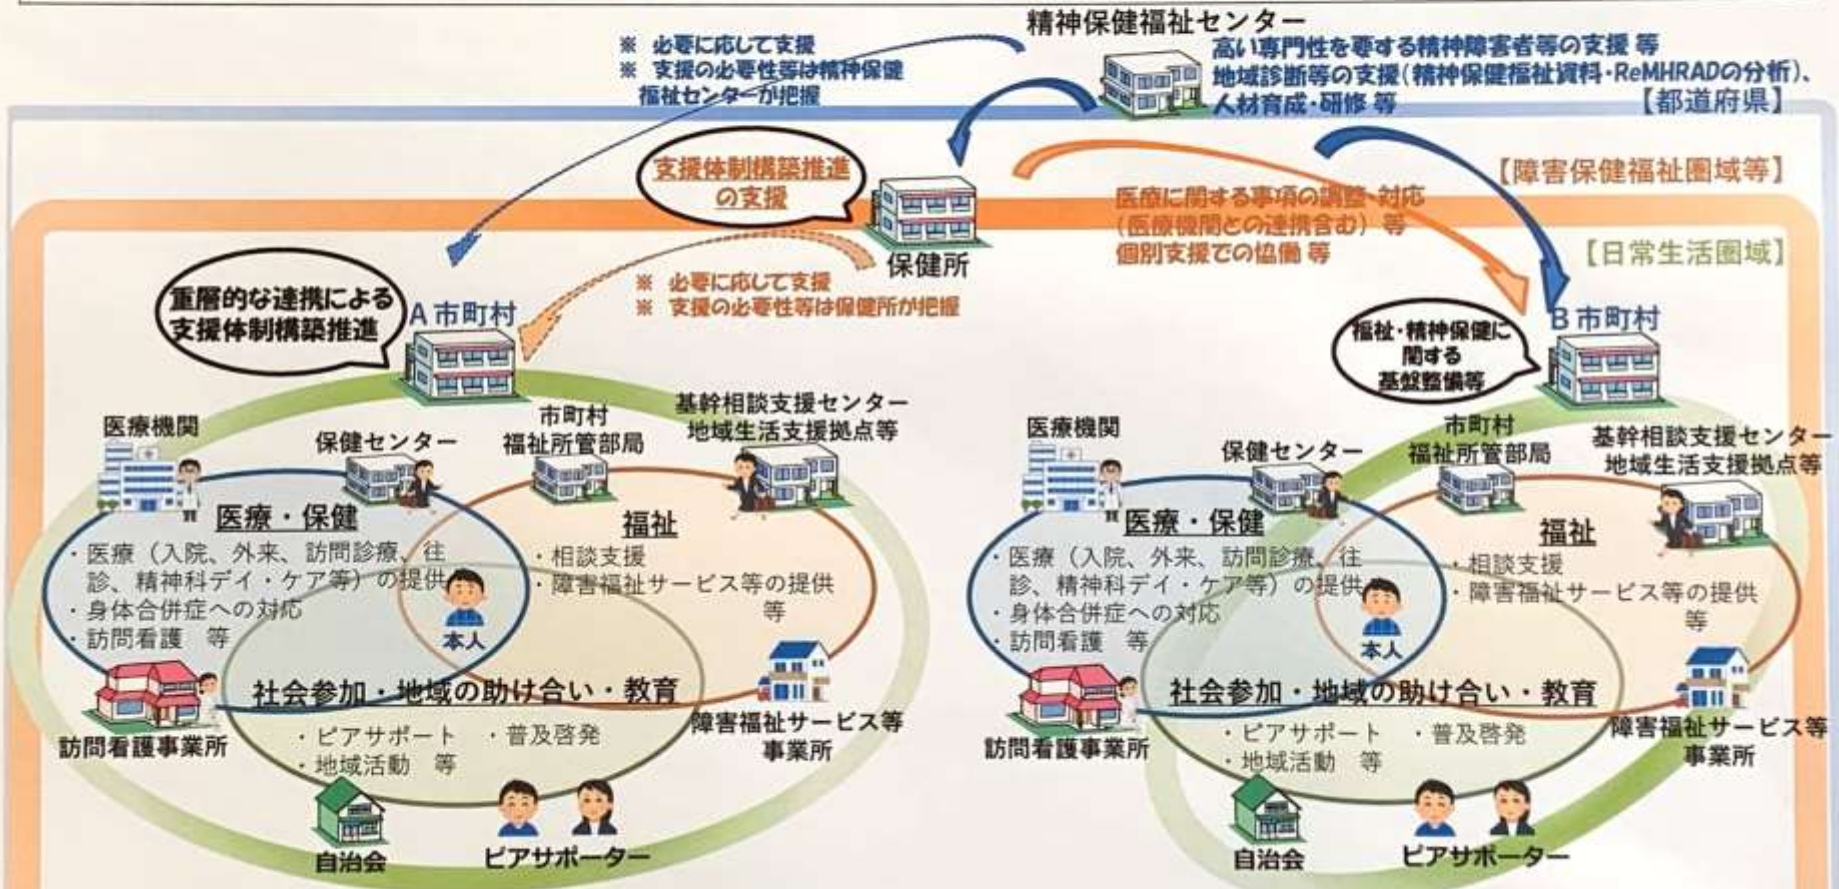 精神保健福祉センター
※ 必要に応じて支援
※ 支援の必要性等は精神保健
福祉センターが把握
高い専門性を要する精神障害者等の支援 等
地域診断等の支援(精神保健福祉資料・ReMHRADの分析)、
人材育成・研修 等
【都道府県】
支援体制構築推進
の支援
【障害保健福祉圏域等】
医療に関する事項の調整・対応
(医療機関との連携含む) 等
個別支援での協働 等
保健所
【日常生活圏域】
※ 必要に応じて支援
※ 支援の必要性等は保健所が把握
重層的な連携による
支援体制構築推進
A市町村
福祉・精神保健に
関する
基盤整備等
B市町村
医療機関
保健センター
市町村
福祉所管部局
基幹相談支援センター
地域生活支援拠点等
医療・保健
・医療(入院、外来、訪問診療、往
診、精神科デイ・ケア等)の提供
・身体合併症への対応
・訪問看護 等
福祉
・相談支援
・障害福祉サービス等の提供
等
本人
社会参加・地域の助け合い・教育
・ピアサポート ・普及啓発
・地域活動 等
訪問看護事業所
障害福祉サービス等
事業所
自治会
ピアサポーター
医療機関
保健センター
市町村
福祉所管部局
基幹相談支援センター
地域生活支援拠点等
医療・保健
・医療(入院、外来、訪問診療、往
診、精神科デイ・ケア等)の提供
・身体合併症への対応
・訪問看護 等
福祉
・相談支援
・障害福祉サービス等の提供
等
本人
社会参加・地域の助け合い・教育
・ピアサポート ・普及啓発
・地域活動 等
訪問看護事業所
障害福祉サービス等
事業所
自治会
ピアサポーター